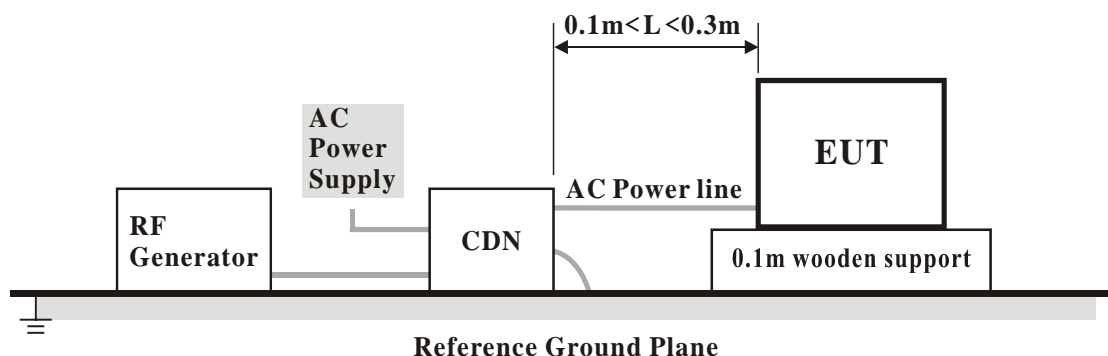 0.1m<L<0.3m
AC
Power
Supply
EUT
AC Power line
RF
Generator
CDN
0.1m wooden support
Reference Ground Plane